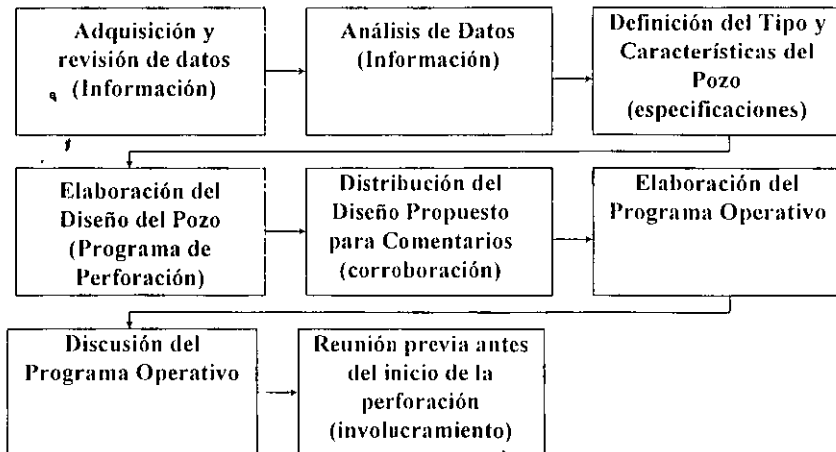 Adquisición y
revisión de datos
(Información)
Análisis de Datos
(Información)
Definición del Tipo y
Características del
Pozo
(especificaciones)
Elaboración del
Diseño del Pozo
(Programa de
Perforación)
Distribución del
Diseño Propuesto
para Comentarios
(corroboración)
Elaboración del
Programa Operativo
Discusión del
Programa Operativo
Reunión previa antes
del inicio de la
perforación
(involucramiento)